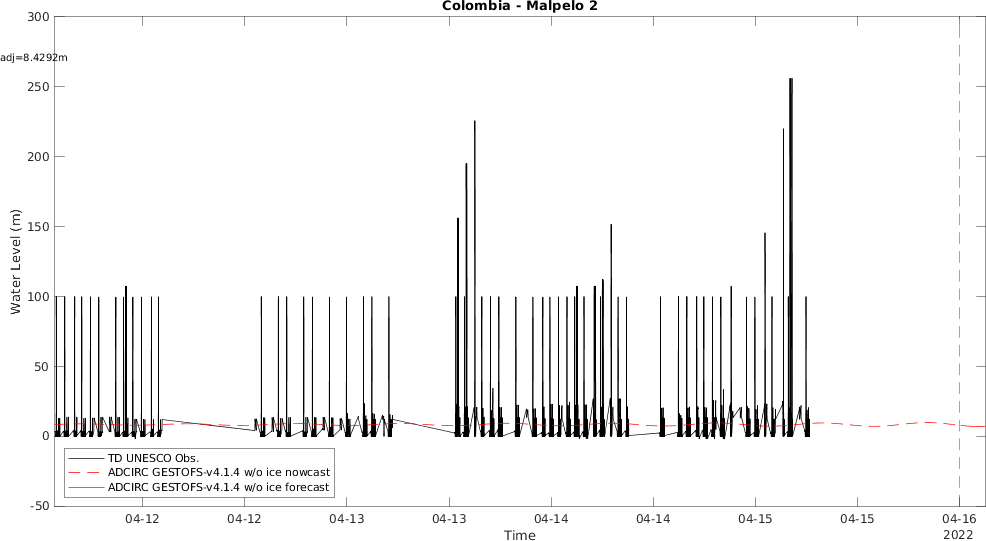 Colombia - Malpelo 2
adj=8.4292m
300
250
200
150
100
50
0
-50
Water Level (m)
TD UNESCO Obs.
ADCIRC GESTOFS-v4.1.4 w/o ice nowcast
ADCIRC GESTOFS-v4.1.4 w/o ice forecast
04-12 04-12 04-13 04-13 04-14 04-14 04-15 04-15 04-16
Time
2022